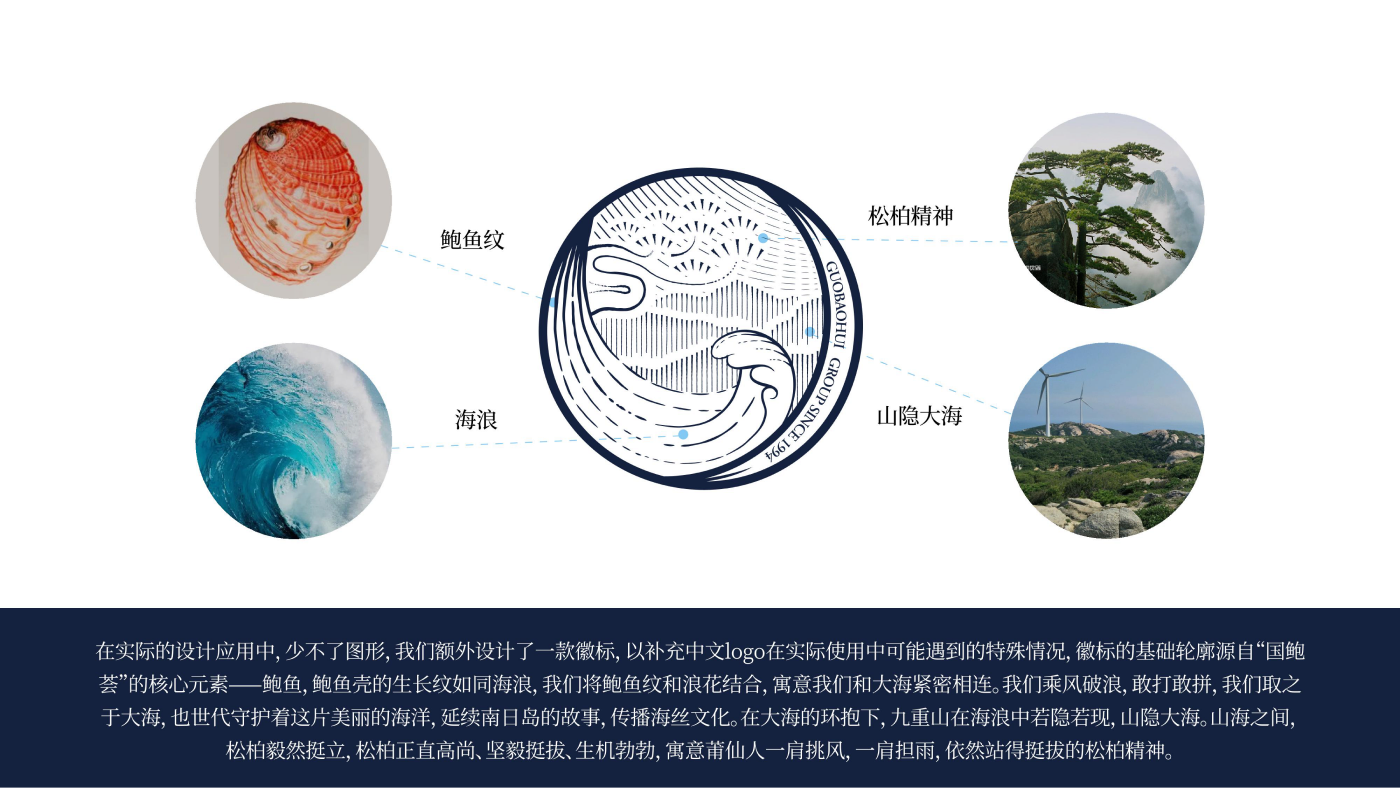 鲍鱼纹
松柏精神
海浪
山隐大海
GUOBAOHUI GROUP SINCE 1994
在实际的设计应用中, 少不了图形, 我们额外设计了一款徽标, 以补充中文logo在实际使用中可能遇到的特殊情况, 徽标的基础轮廓源自“国鲍
荟”的核心元素——鲍鱼, 鲍鱼壳的生长纹如同海浪, 我们将鲍鱼纹和浪花结合, 寓意我们和大海紧密相连。我们乘风破浪, 敢打敢拼, 我们取之
于大海, 也世代守护着这片美丽的海洋, 延续南日岛的故事, 传播海丝文化。在大海的环抱下, 九重山在海浪中若隐若现, 山隐大海。山海之间,
松柏毅然挺立, 松柏正直高尚、坚毅挺拔、生机勃勃, 寓意莆仙人一肩挑风, 一肩担雨, 依然站得挺拔的松柏精神。